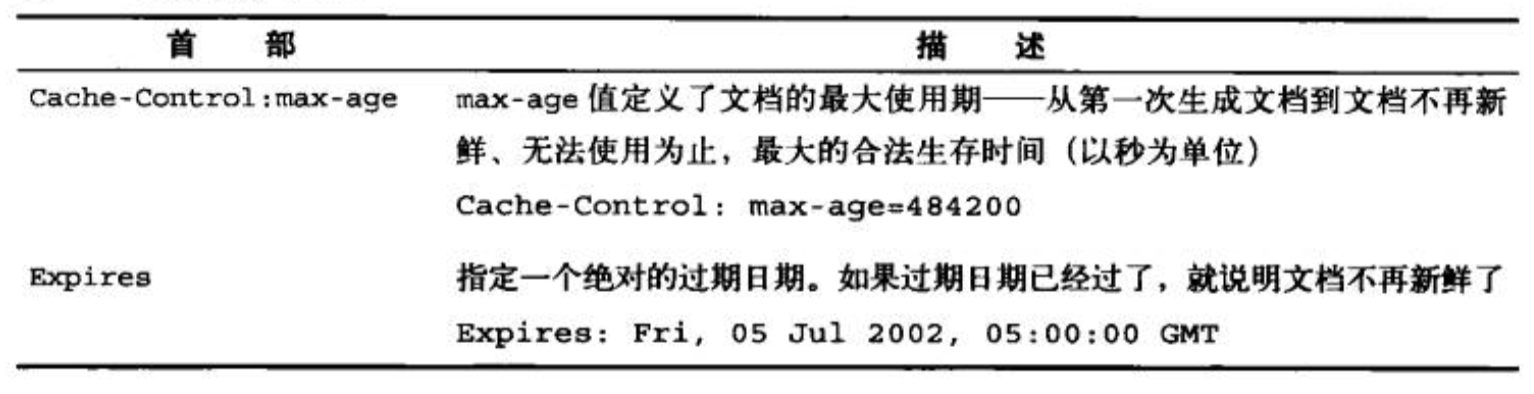 首 部 描 述
Cache-Control:max-age max-age 值定义了文档的最大使用期——从第一次生成文档到文档不再新
鲜、无法使用为止，最大的合法生存时间（以秒为单位）
Cache-Control: max-age=484200
Expires 指定一个绝对的过期日期。如果过期日期已经过了，就说明文档不再新鲜了
Expires: Fri, 05 Jul 2002, 05:00:00 GMT